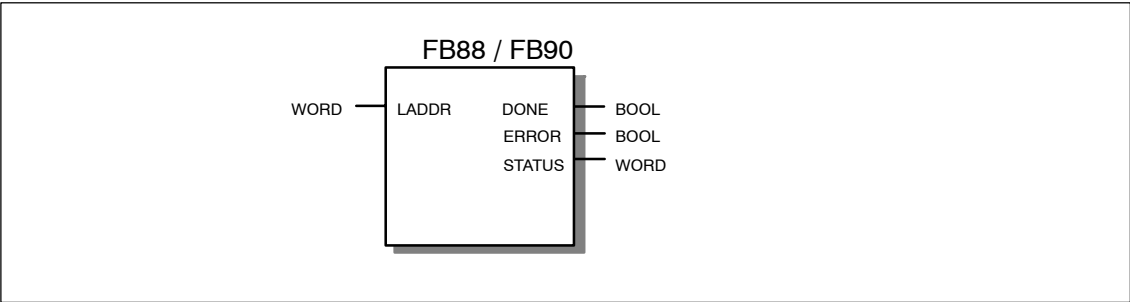 FB88 / FB90
WORD LADDR DONE BOOL
ERROR BOOL
STATUS WORD